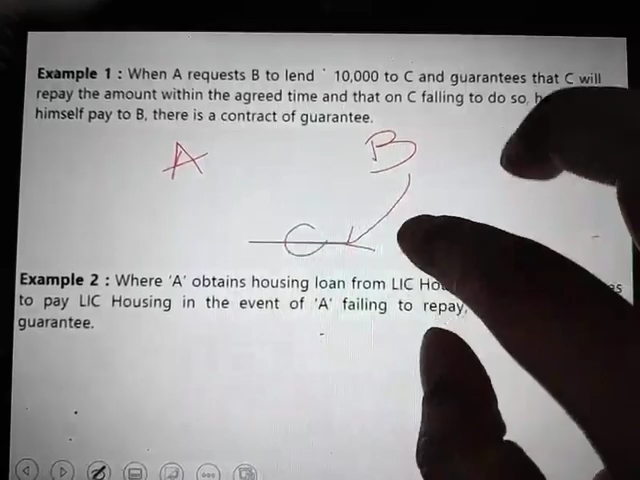 Example 1 : When A requests B to lend ` 10,000 to C and guarantees that C will
repay the amount within the agreed time and that on C falling to do so,
himself pay to B, there is a contract of guarantee.
A B
C
Example 2 : Where 'A' obtains housing loan from LIC
to pay LIC Housing in the event of 'A' failing to repay,
guarantee.